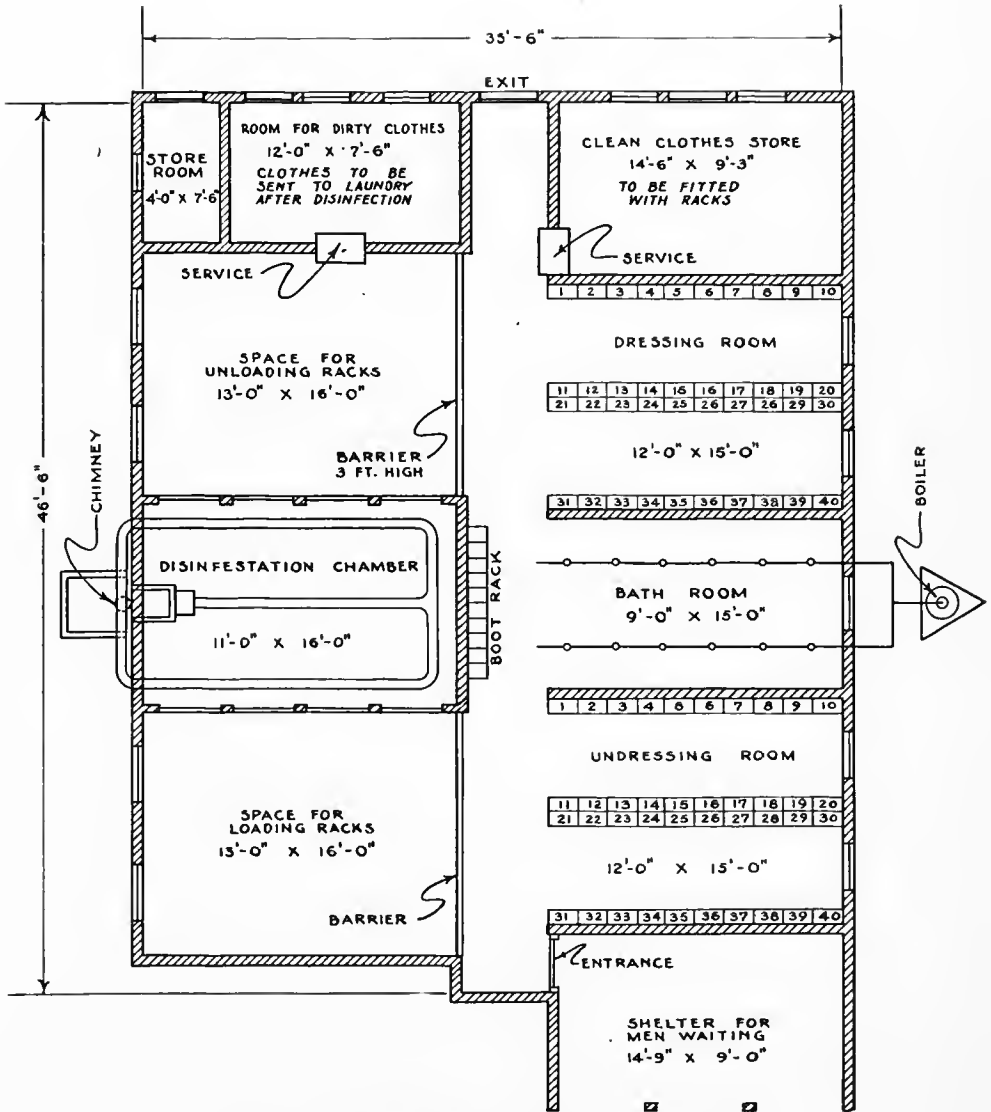 35'-6"
EXIT
STORE
ROOM
4'-0" X 7'-6"
ROOM FOR DIRTY CLOTHES
12'-0" X 7'-6"
CLOTHES TO BE
SENT TO LAUNDRY
AFTER DISINFECTION
CLEAN CLOTHES STORE
14'-6" X 9'-3"
TO BE FITTED
WITH RACKS
SERVICE
SERVICE
1 2 3 4 5 6 7 8 9 10
DRESSING ROOM
SPACE FOR
UNLOADING RACKS
13'-0" X 16'-0"
11 12 13 14 15 16 17 18 19 20
21 22 23 24 25 26 27 26 29 30
BARRIER
3 FT. HIGH
12'-0" X 15'-0"
46'-6"
CHIMNEY
BOILER
31 32 33 34 35 36 37 38 39 40
DISINFESTATION CHAMBER
11'-0" X 16'-0"
BOOT RACK
BATH ROOM
9'-0" X 15'-0"
1 2 3 4 5 6 7 8 9 10
UNDRESSING ROOM
11 12 13 14 15 16 17 18 19 20
21 22 23 24 25 26 27 28 29 30
SPACE FOR
LOADING RACKS
13'-0" X 16'-0"
12'-0" X 15'-0"
BARRIER
31 32 33 34 35 36 37 38 39 40
ENTRANCE
SHELTER FOR
MEN WAITING
14'-9" X 9'-0"